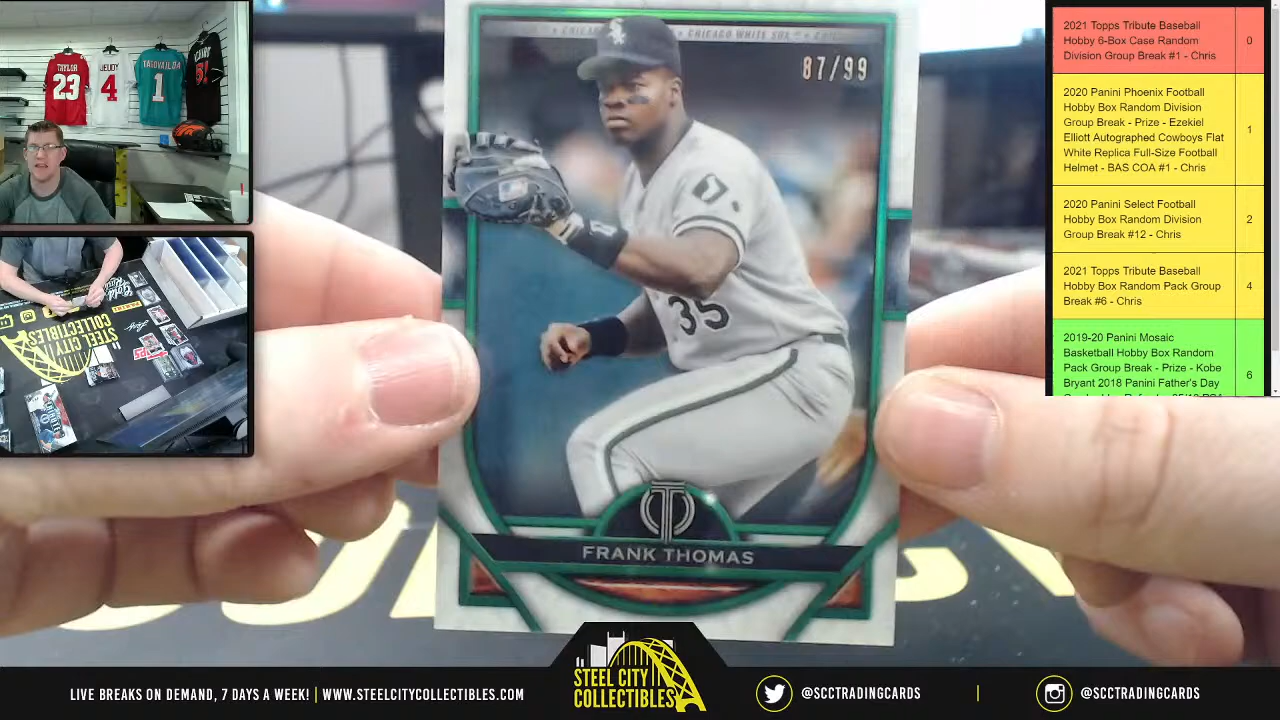 TAYLOR
23
JEUDY
4
TAGOVAILOA
1
51
STEEL CITY
COLLECTIBLES
CHICAGO WHITE SOX
87/99
35
FRANK THOMAS
2021 Topps Tribute Baseball
Hobby 6-Box Case Random
Division Group Break #1 - Chris
0
2020 Panini Phoenix Football
Hobby Box Random Division
Group Break - Prize - Ezekiel
Elliott Autographed Cowboys Flat
White Replica Full-Size Football
Helmet - BAS COA #1 - Chris
1
2020 Panini Select Football
Hobby Box Random Division
Group Break #12 - Chris
2
2021 Topps Tribute Baseball
Hobby Box Random Pack Group
Break #6 - Chris
4
2019-20 Panini Mosaic
Basketball Hobby Box Random
Pack Group Break - Prize - Kobe
Bryant 2018 Panini Father's Day
6
LIVE BREAKS ON DEMAND, 7 DAYS A WEEK! | WWW.STEELCITYCOLLECTIBLES.COM
STEEL CITY
COLLECTIBLES
@SCCTRADINGCARDS | @SCCTRADINGCARDS